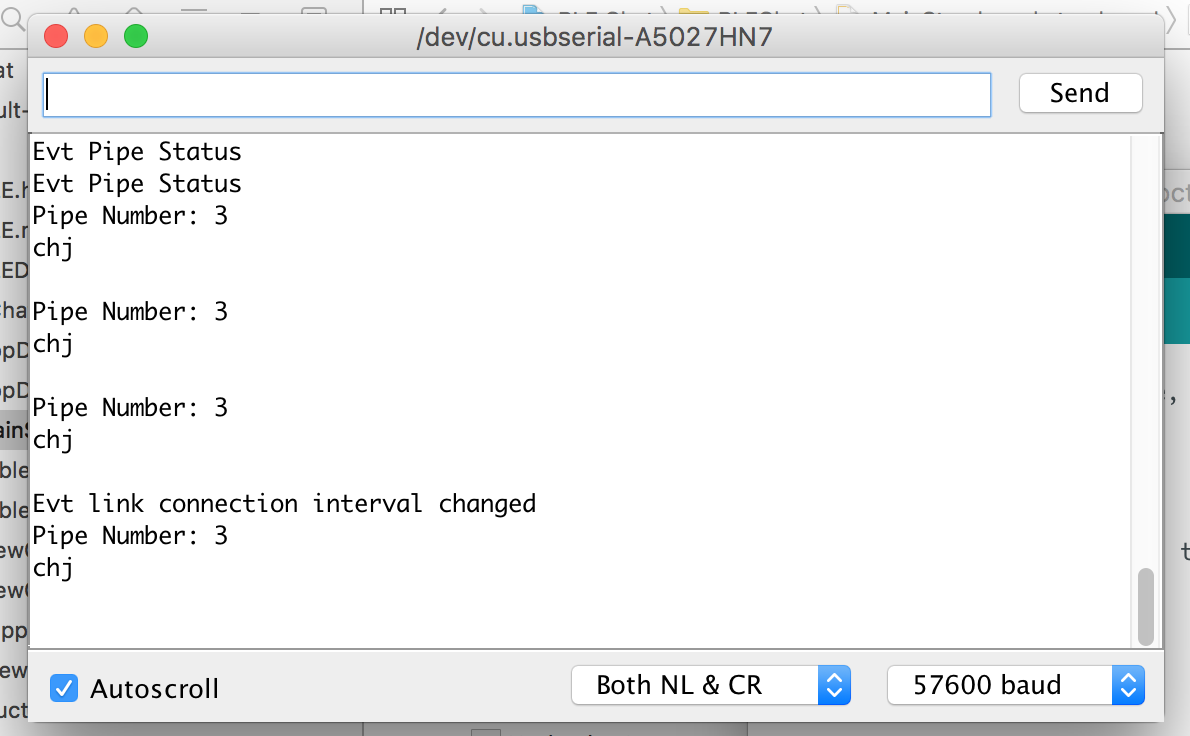 /dev/cu.usbserial-A5027HN7
Send
Evt Pipe Status
Evt Pipe Status
Pipe Number: 3
chj
Pipe Number: 3
chj
Pipe Number: 3
chj
Evt link connection interval changed
Pipe Number: 3
chj
Autoscroll
Both NL & CR
57600 baud